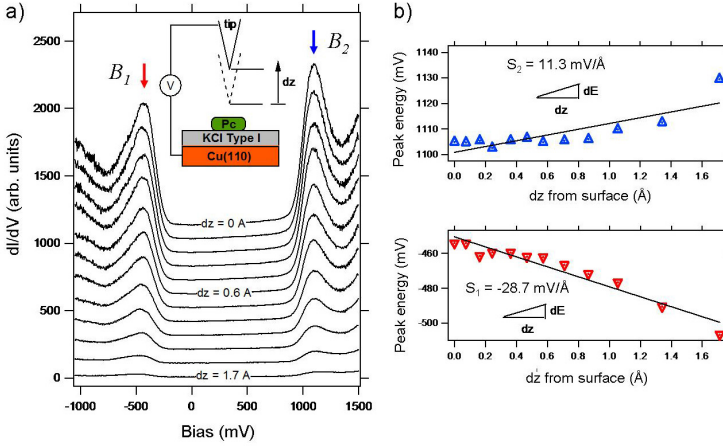 a)
b)
2500
2000
1500
1000
500
0
dI/dV (arb. units)
-1000
-500
0
500
1000
1500
Bias (mV)
B1
B2
tip
dz
V
Pc
KCl Type I
Cu(110)
dz = 0 A
dz = 0.6 A
dz = 1.7 A
1140
1130
1120
1110
1100
Peak energy (mV)
S2 = 11.3 mV/Å
dE
dz
0.0 0.2 0.4 0.6 0.8 1.0 1.2 1.4 1.6
dz from surface (Å)
-460
-480
-500
Peak energy (mV)
S1 = -28.7 mV/Å
dE
dz
0.0 0.2 0.4 0.6 0.8 1.0 1.2 1.4 1.6
dz from surface (Å)